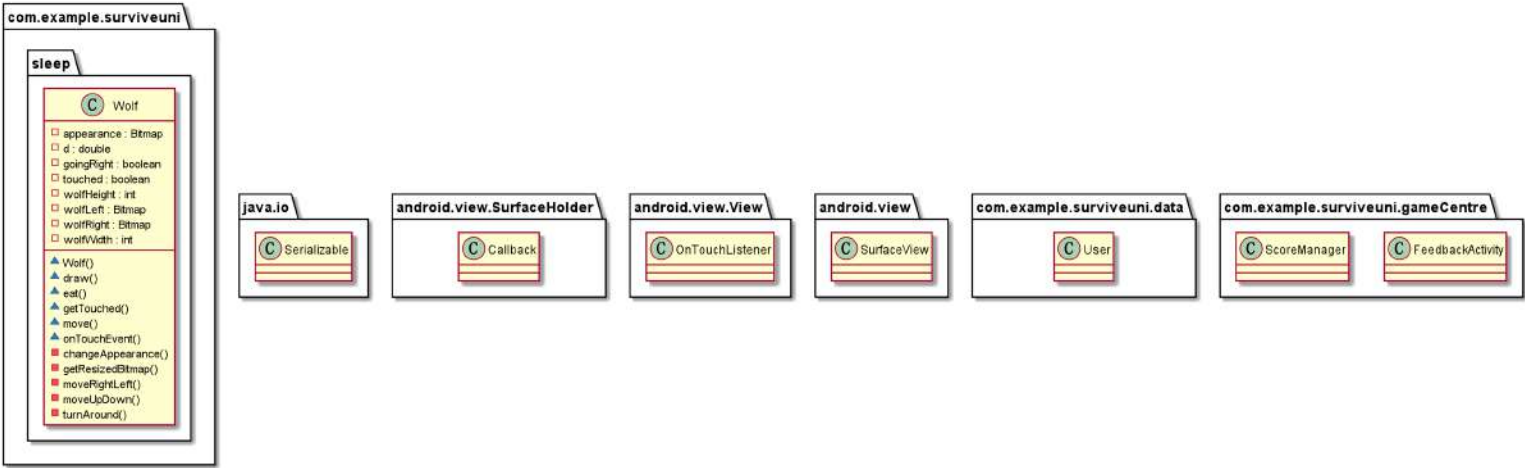 com.example.surviveuni
sleep
C Wolf
appearance : Bitmap
d : double
goingRight : boolean
touched : boolean
wolfHeight : int
wolfLeft : Bitmap
wolfRight : Bitmap
wolfWidth : int
Wolf()
draw()
eat()
getTouched()
move()
onTouchEvent()
changeAppearance()
getResizedBitmap()
moveRightLeft()
moveUpDown()
turnAround()
java.io
C Serializable
android.view.SurfaceHolder
C Callback
android.view.View
C OnTouchListener
android.view
C SurfaceView
com.example.surviveuni.data
C User
com.example.surviveuni.gameCentre
C ScoreManager
C FeedbackActivity